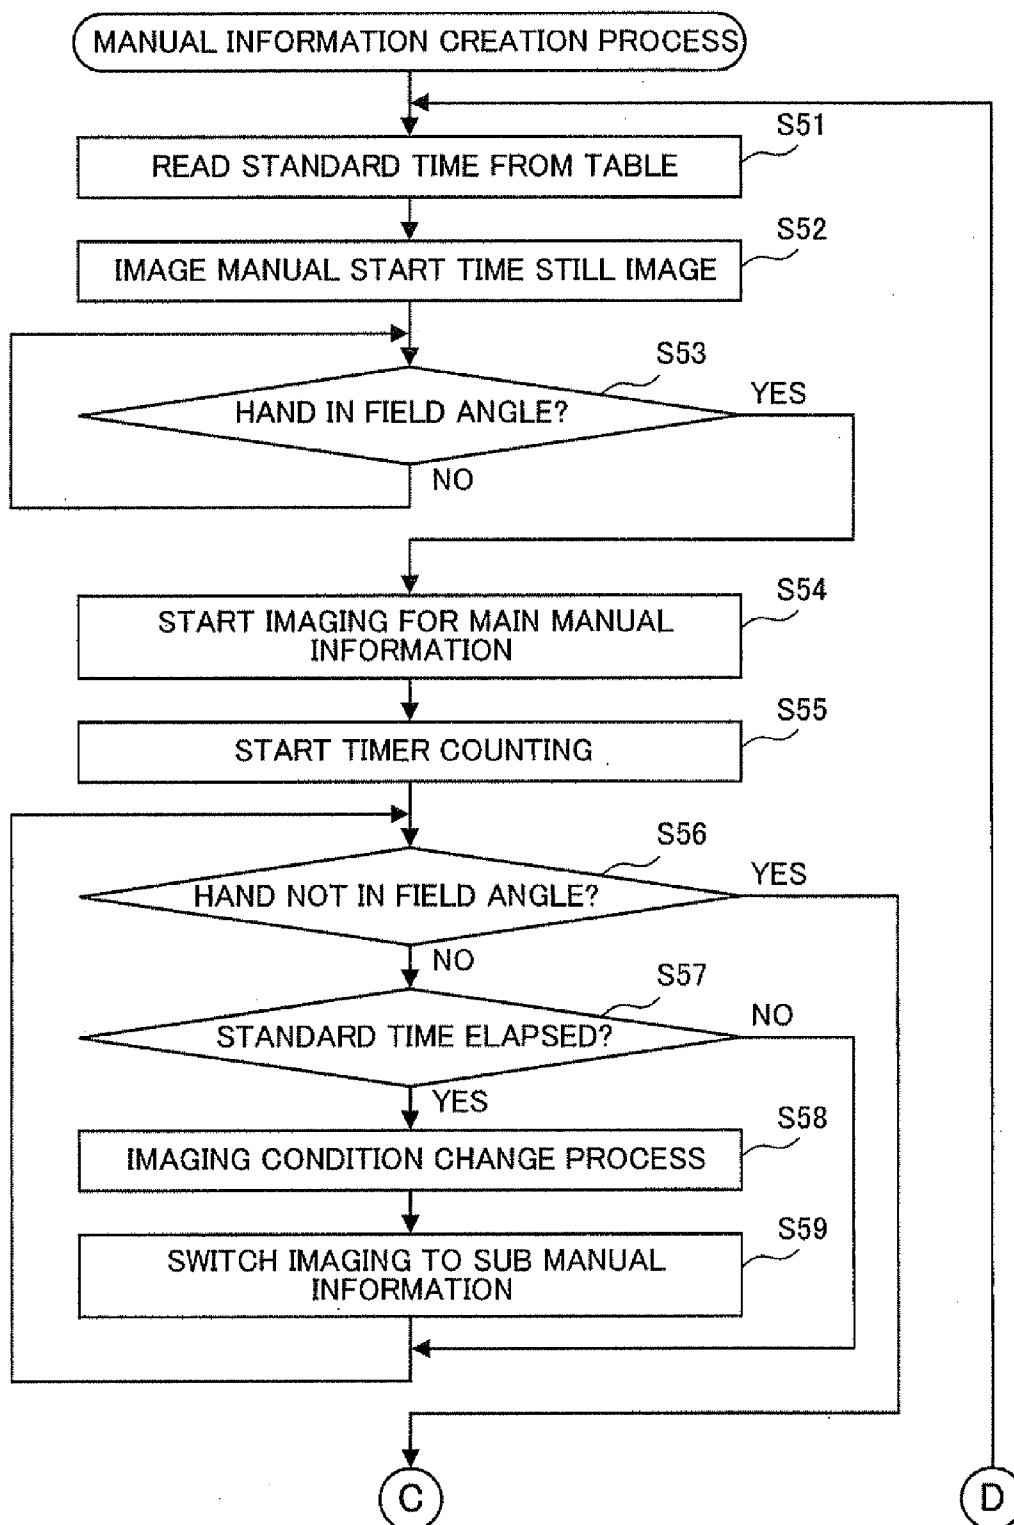 MANUAL INFORMATION CREATION PROCESS
S51
READ STANDARD TIME FROM TABLE
S52
IMAGE MANUAL START TIME STILL IMAGE
S53
HAND IN FIELD ANGLE?
YES
NO
S54
START IMAGING FOR MAIN MANUAL
INFORMATION
S55
START TIMER COUNTING
S56
HAND NOT IN FIELD ANGLE?
YES
NO
S57
STANDARD TIME ELAPSED?
NO
YES
S58
IMAGING CONDITION CHANGE PROCESS
S59
SWITCH IMAGING TO SUB MANUAL
INFORMATION
C
D